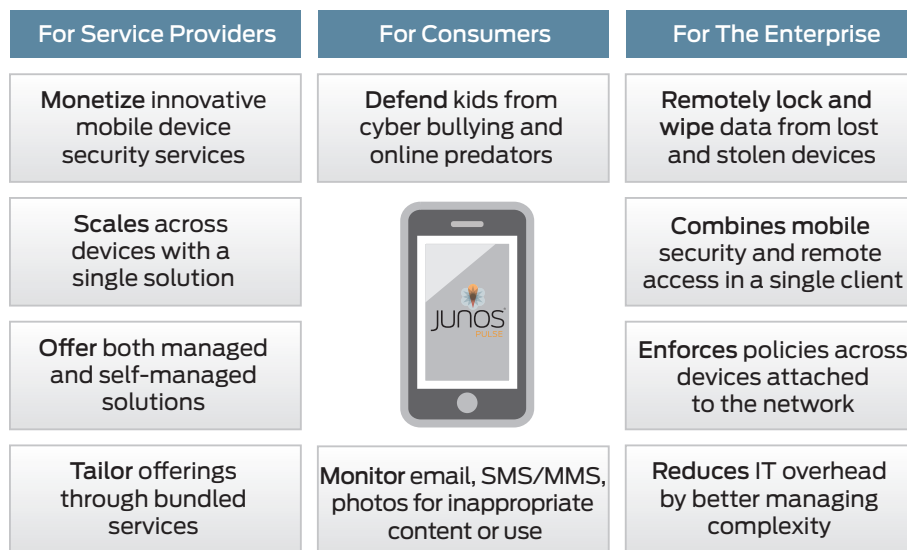 For Service Providers
Monetize innovative
mobile device
security services
Scales across
devices with a
single solution
Offer both managed
and self-managed
solutions
Tailor offerings
through bundled
services
For Consumers
Defend kids from
cyber bullying and
online predators
JUNOS
PULSE
Monitor email, SMS/MMS,
photos for inappropriate
content or use
For The Enterprise
Remotely lock and
wipe data from lost
and stolen devices
Combines mobile
security and remote
access in a single client
Enforces policies across
devices attached
to the network
Reduces IT overhead
by better managing
complexity